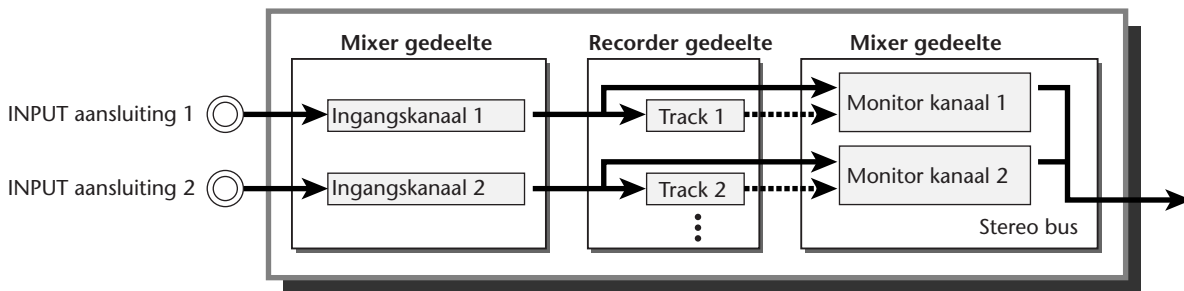 Mixer gedeelte
Recorder gedeelte
Mixer gedeelte
INPUT aansluiting 1
Ingangskanaal 1
Track 1
Monitor kanaal 1
INPUT aansluiting 2
Ingangskanaal 2
Track 2
Monitor kanaal 2
Stereo bus